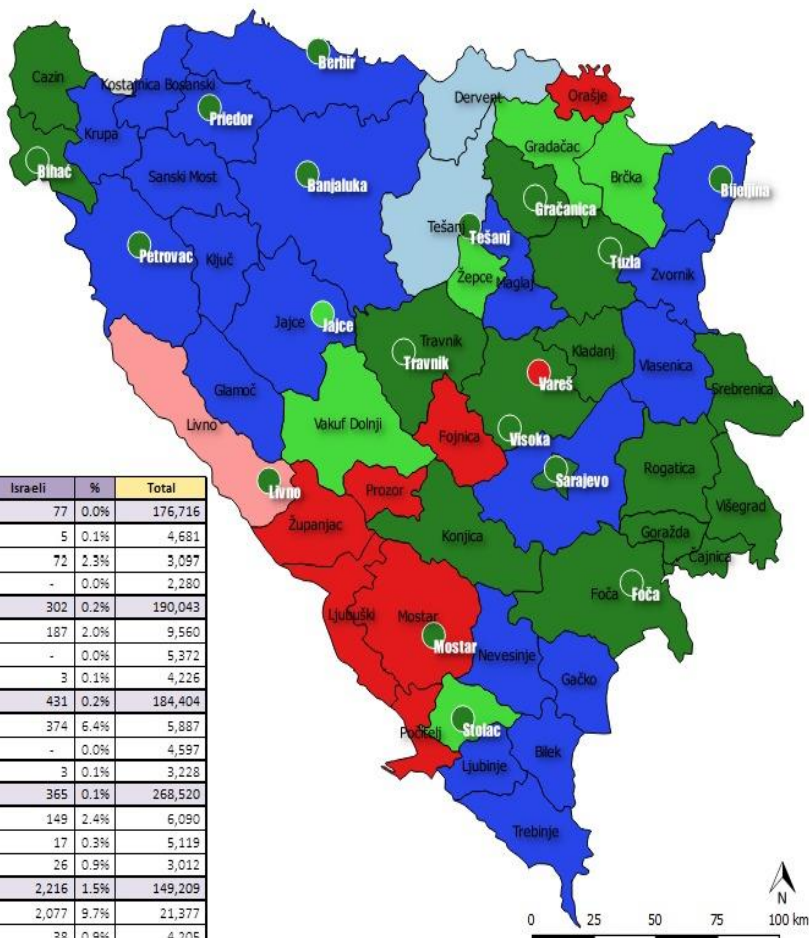 Cazin
Kostajnica Bosanski
Berbir
Dervent
Orašje
Krupa
Priedor
Gradačac
Bihać
Sanski Most
Banjaluka
Brčka
Bijeljina
Gračanica
Tešanj
Tešanj
Petrovac
Ključ
Tuzla
Žepce
Maglaj
Zvornik
Jajce
Jajce
Travnik
Travnik
Kladanj
Vareš
Vlasenica
Srebrenica
Glamoč
Livno
Vakuf Dolnji
Fojnica
Visoka
Sarajevo
Rogatica
Livno
Prozor
Višegrad
Županjac
Konjica
Goražda
Čajnica
Foča
Foča
Ljubuški
Mostar
Mostar
Nevesinje
Gačko
Stolac
Počitelj
Ljubinje
Bilek
Trebinje
Israeli % Total
77 0.0% 176,716
5 0.1% 4,681
72 2.3% 3,097
- 0.0% 2,280
302 0.2% 190,043
187 2.0% 9,560
- 0.0% 5,372
3 0.1% 4,226
431 0.2% 184,404
374 6.4% 5,887
- 0.0% 4,597
3 0.1% 3,228
365 0.1% 268,520
149 2.4% 6,090
17 0.3% 5,119
26 0.9% 3,012
2,216 1.5% 149,209
2,077 9.7% 21,377
38 0.9% 4,205
N
0 25 50 75 100 km